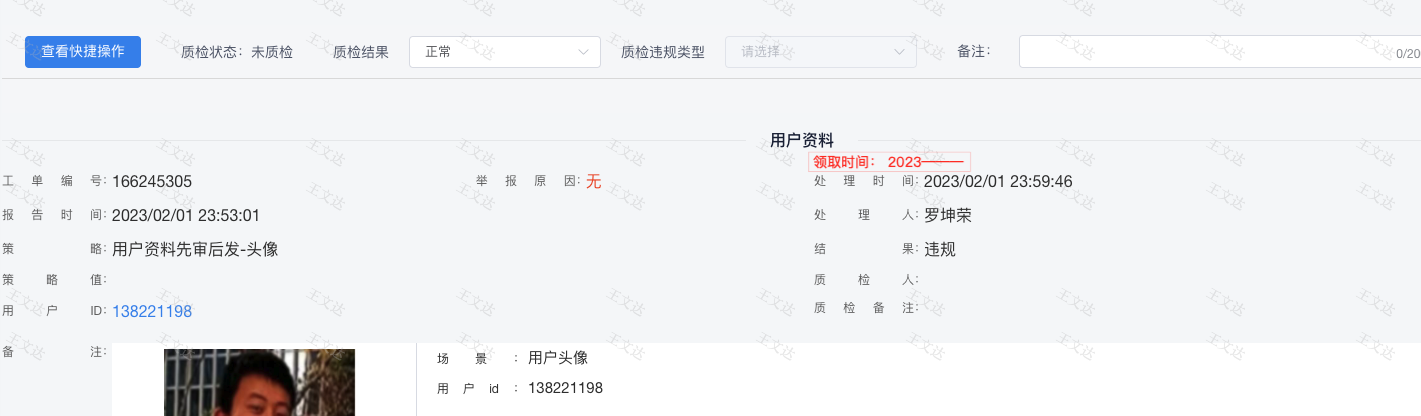 查看快捷操作 质检状态：未质检 质检结果 正常 质检违规类型 请选择 备注： 0/20
用户资料
领取时间： 2023———
工单编号：166245305 举报原因：无 处理时间：2023/02/01 23:59:46
报告时间：2023/02/01 23:53:01 处理人：罗坤荣
策略：用户资料先审后发-头像 结果：违规
策略值： 质检人：
用户ID：138221198 质检备注：
备注： 场景：用户头像
用户id：138221198
王文达